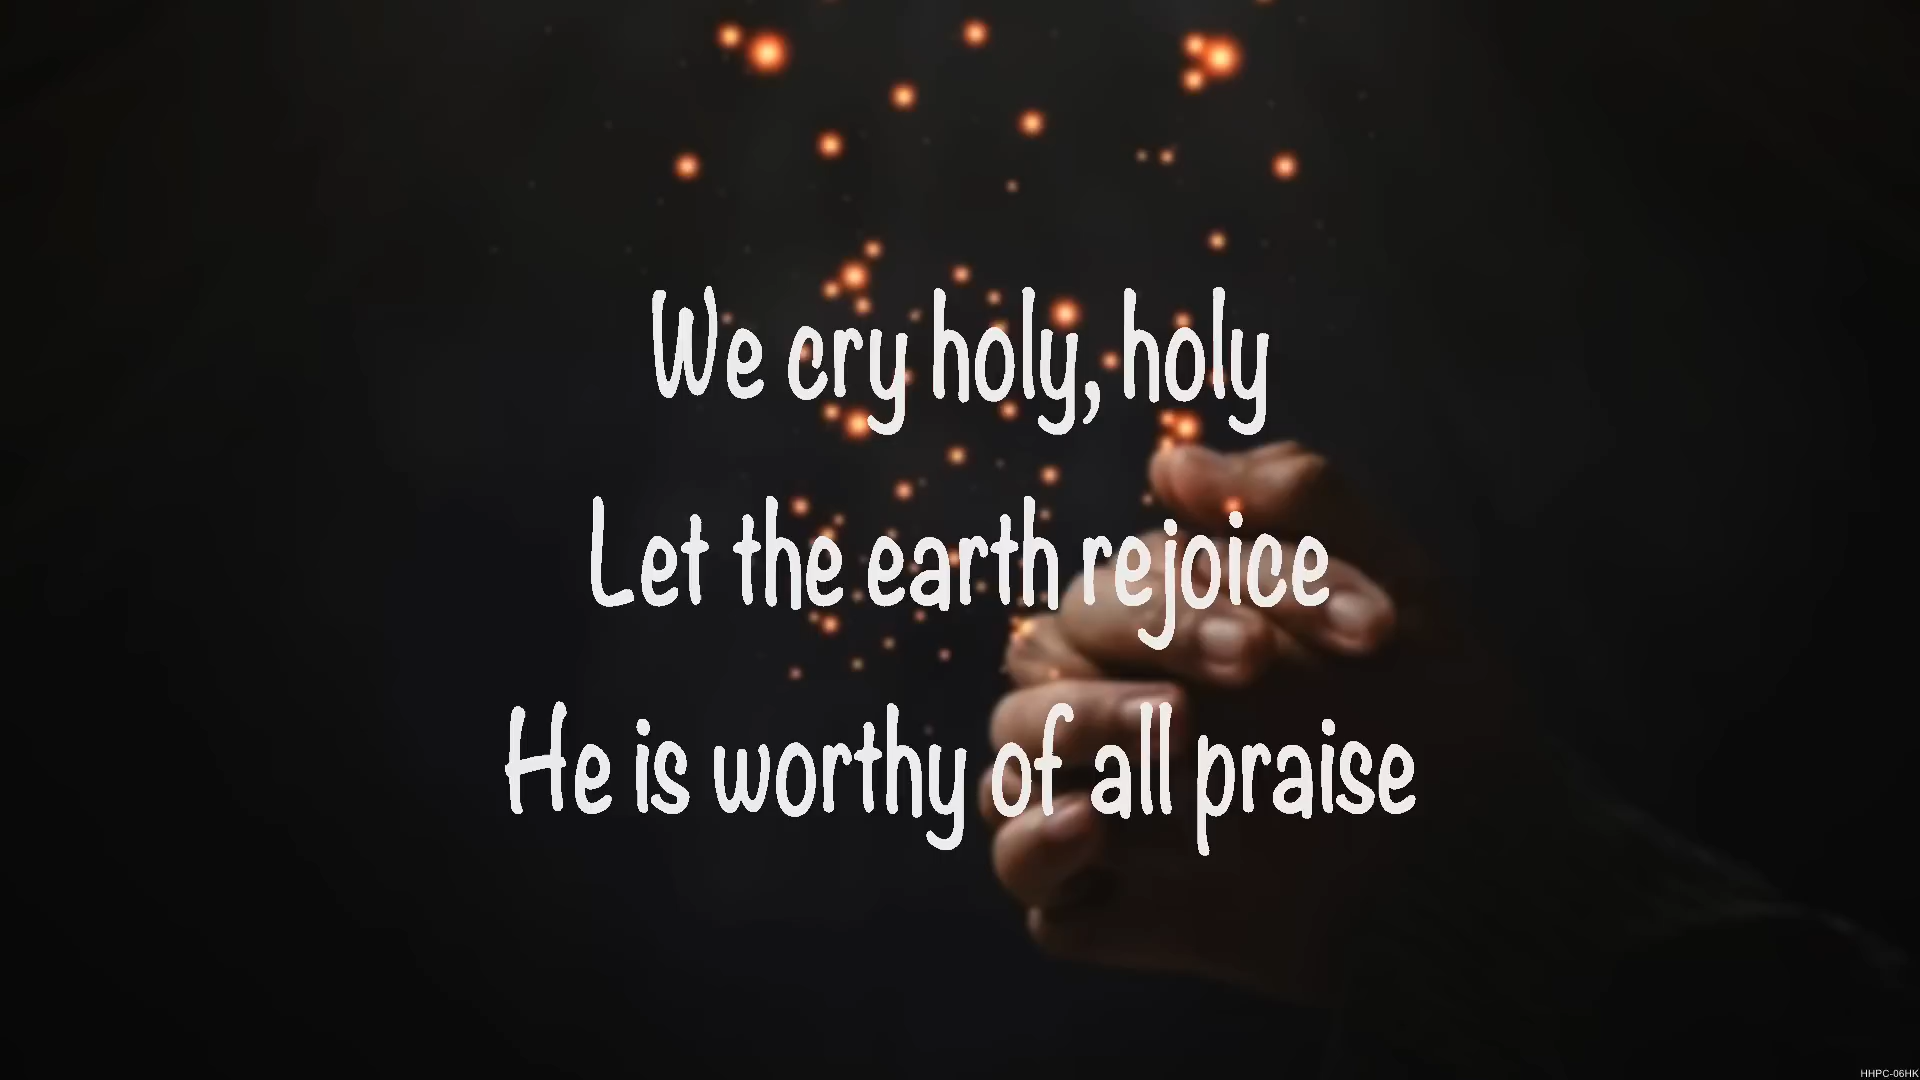 We cry holy, holy
Let the earth rejoice
He is worthy of all praise
HHPC-06HK